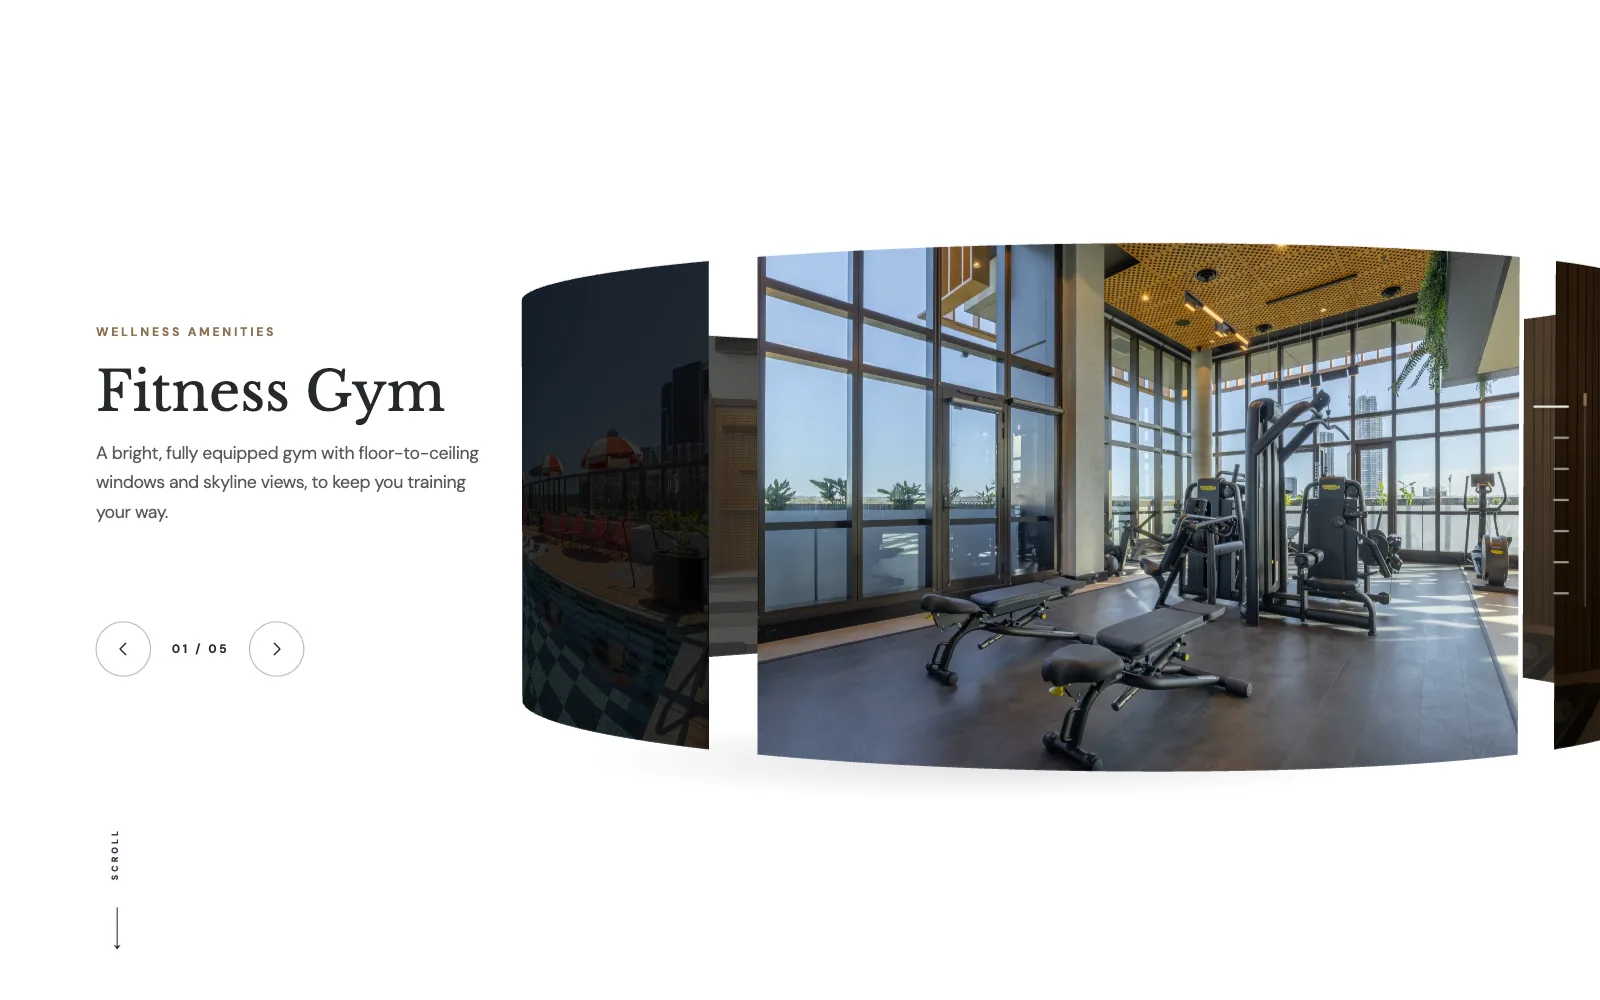 WELLNESS AMENITIES
Fitness Gym
A bright, fully equipped gym with floor-to-ceiling
windows and skyline views, to keep you training
your way.
01 / 05
SCROLL